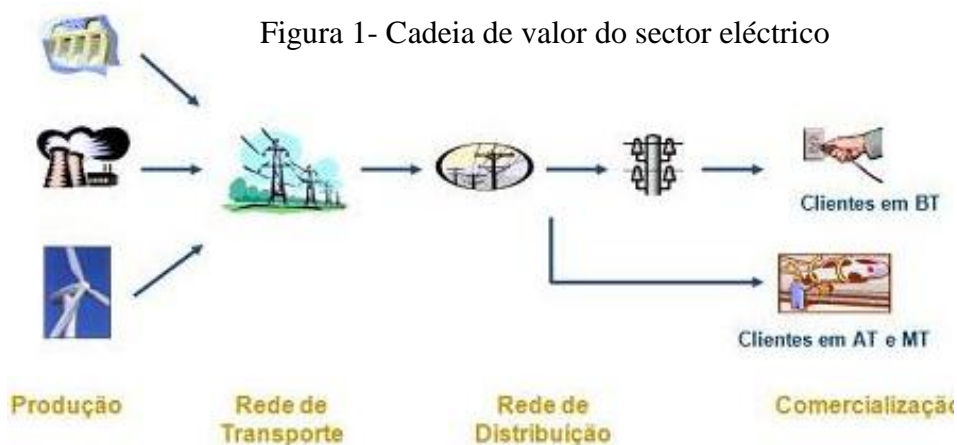 Figura 1- Cadeia de valor do sector eléctrico
Clientes em BT
Clientes em AT e MT
Produção
Rede de
Transporte
Rede de
Distribuição
Comercialização